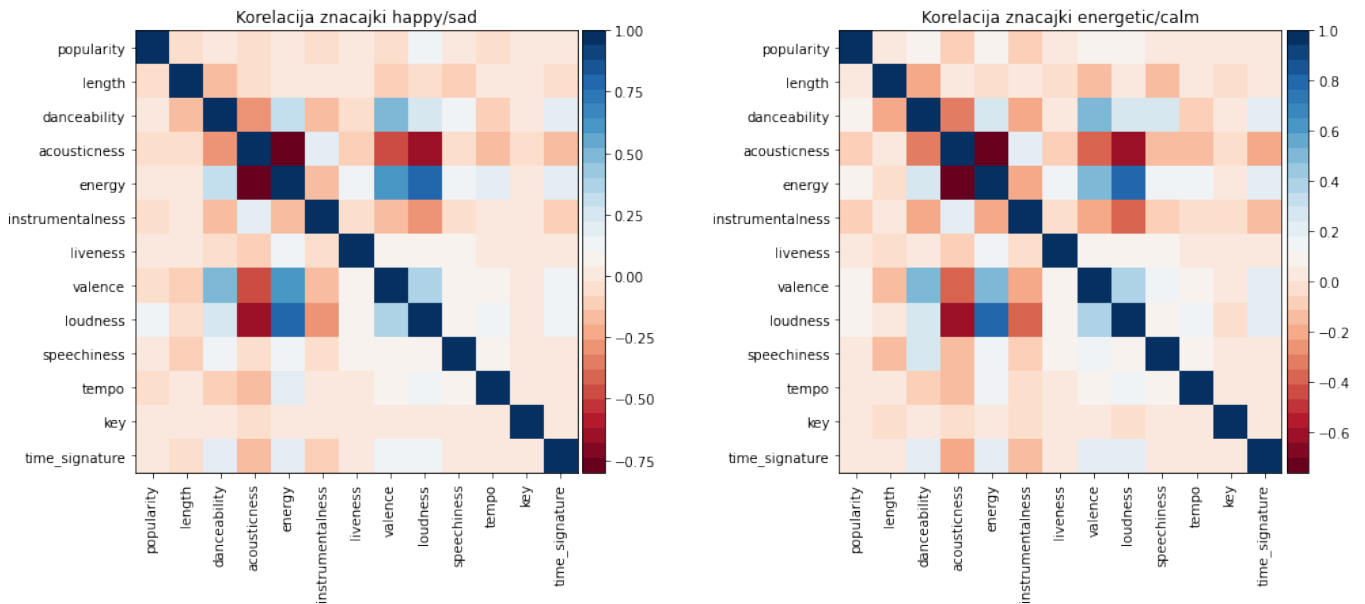 Korelacija znacajki happy/sad
popularity
length
danceability
acousticness
energy
instrumentalness
liveness
valence
loudness
speechiness
tempo
key
time_signature
popularity
length
danceability
acousticness
energy
instrumentalness
liveness
valence
loudness
speechiness
tempo
key
time_signature
1.00
0.75
0.50
0.25
0.00
−0.25
−0.50
−0.75
Korelacija znacajki energetic/calm
popularity
length
danceability
acousticness
energy
instrumentalness
liveness
valence
loudness
speechiness
tempo
key
time_signature
popularity
length
danceability
acousticness
energy
instrumentalness
liveness
valence
loudness
speechiness
tempo
key
time_signature
1.0
0.8
0.6
0.4
0.2
0.0
−0.2
−0.4
−0.6